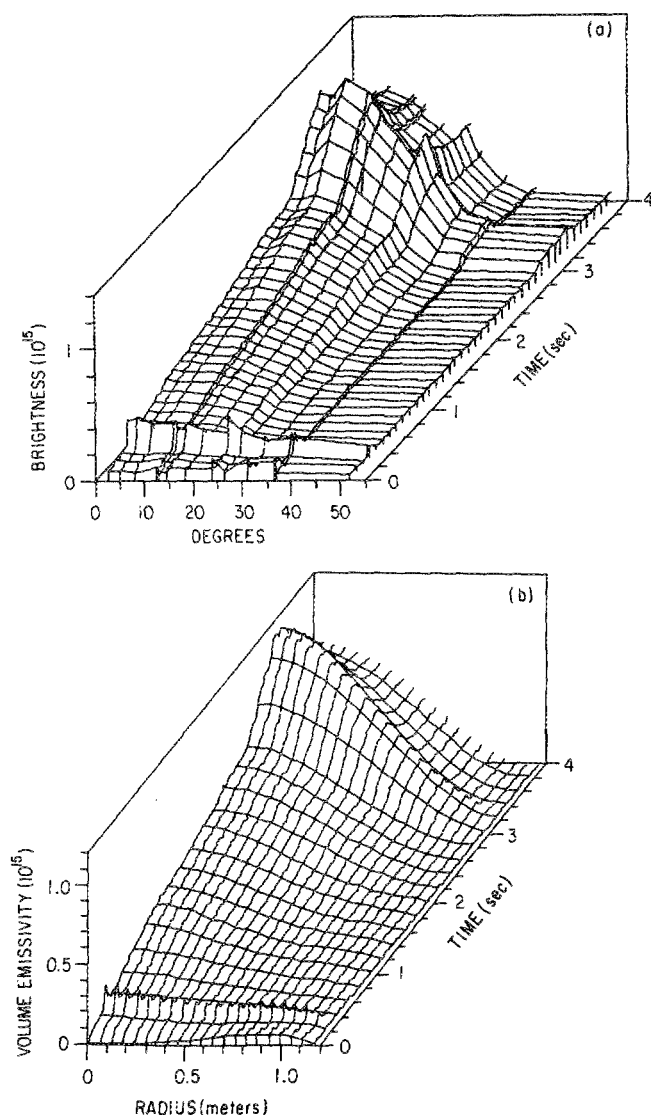 (a)
4
3
2
1
0
TIME (sec)
1
0
BRIGHTNESS (10^15)
0 10 20 30 40 50
DEGREES
(b)
4
3
2
1
0
TIME (sec)
1.0
0.5
0
VOLUME EMISSIVITY (10^15)
0 0.5 1.0
RADIUS (meters)